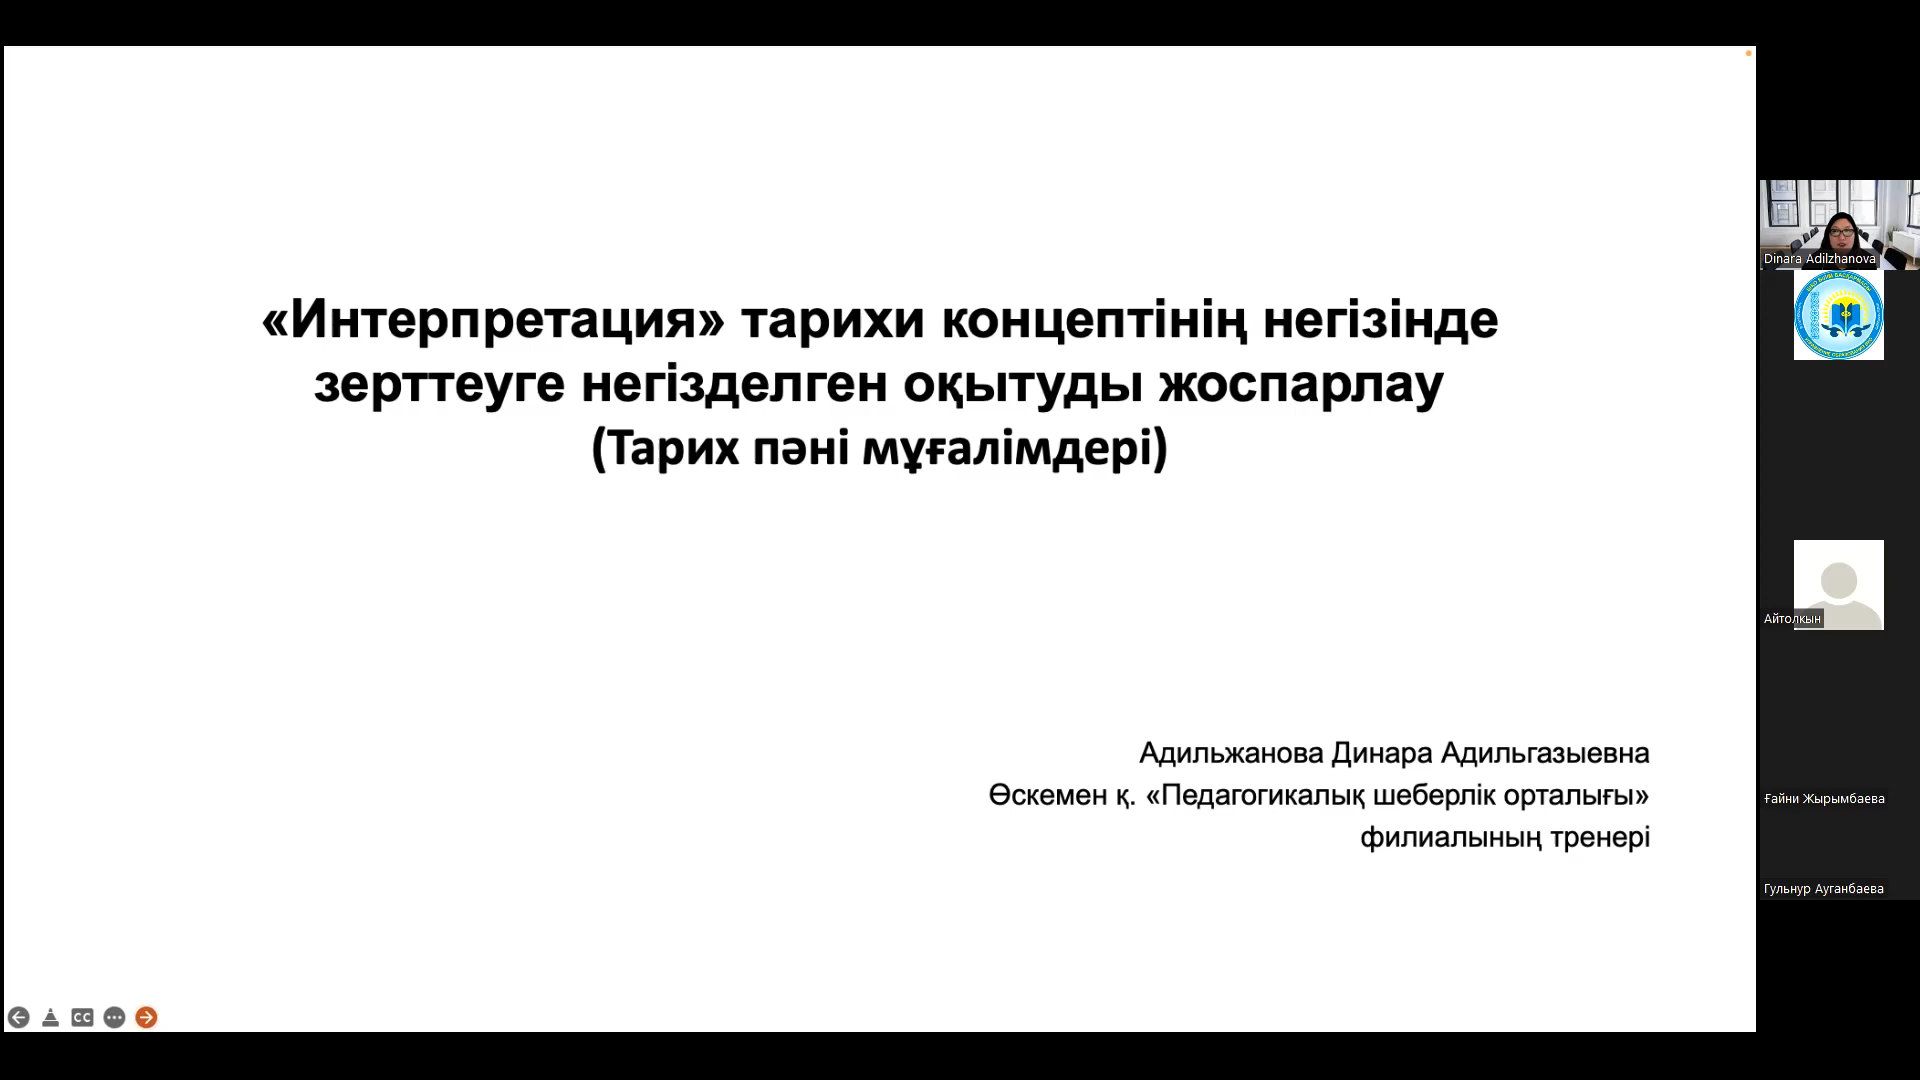 «Интерпретация» тарихи концептінің негізінде
зерттеуге негізделген оқытуды жоспарлау
(Тарих пәні мұғалімдері)
Адильжанова Динара Адильгазыевна
Өскемен қ. «Педагогикалық шеберлік орталығы»
филиалының тренері
CC
Dinara Adilzhanova
Айтолкын
Ғайни Жырымбаева
Гульнур Ауганбаева